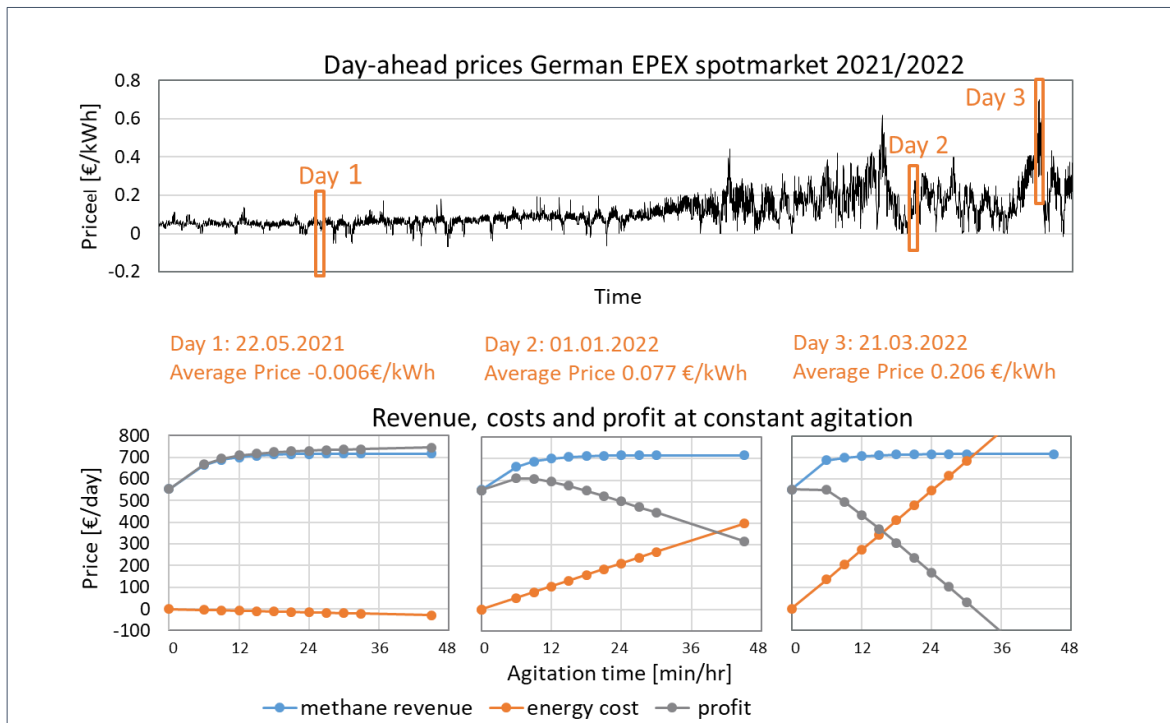 Day-ahead prices German EPEX spotmarket 2021/2022
0.8
0.6
0.4
0.2
0
-0.2
Priceel [€/kWh]
Day 1
Day 2
Day 3
Time
Day 1: 22.05.2021
Average Price -0.006€/kWh
Day 2: 01.01.2022
Average Price 0.077 €/kWh
Day 3: 21.03.2022
Average Price 0.206 €/kWh
Revenue, costs and profit at constant agitation
800
700
600
500
400
300
200
100
0
-100
Price [€/day]
0 12 24 36 48
0 12 24 36 48
0 12 24 36 48
Agitation time [min/hr]
methane revenue energy cost profit